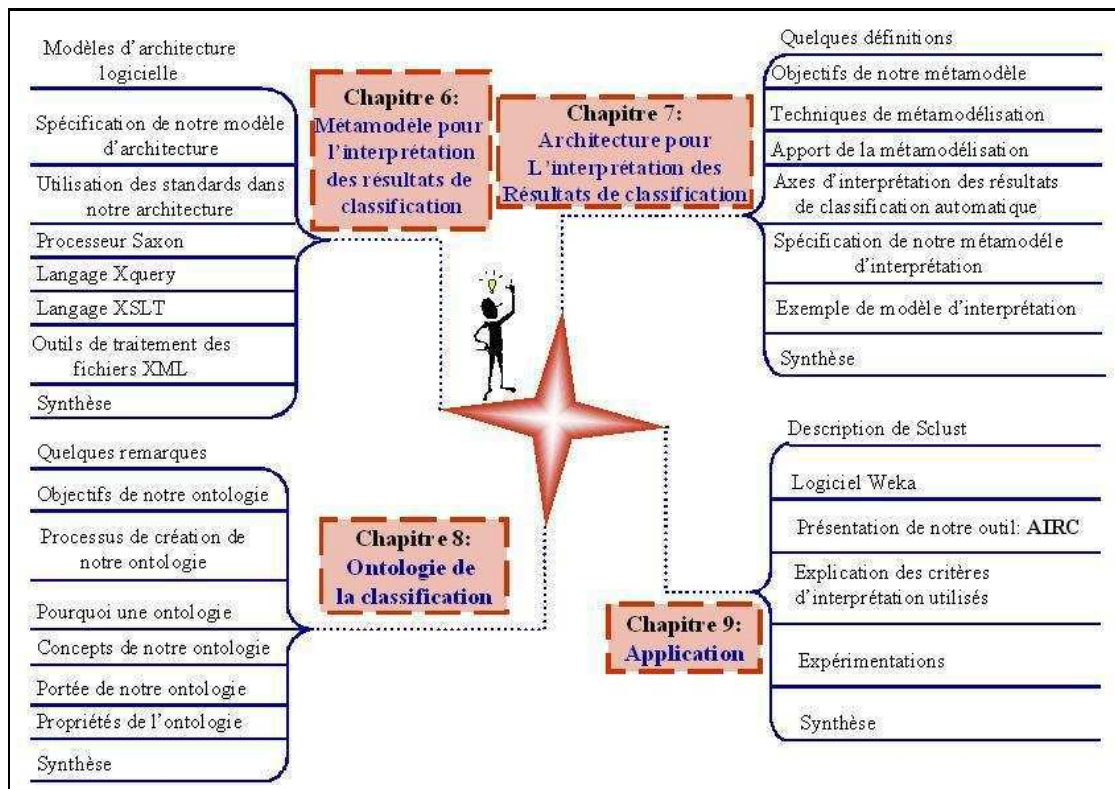 Modèles d'architecture
logicielle
Spécification de notre modèle
d'architecture
Utilisation des standards dans
notre architecture
Processeur Saxon
Langage Xquery
Langage XSLT
Outils de traitement des
fichiers XML
Synthèse
Chapitre 6:
Métamodèle pour
l'interprétation
des résultats de
classification
Chapitre 7:
Architecture pour
L'interprétation des
Résultats de classification
Quelques définitions
Objectifs de notre métamodèle
Techniques de métamodélisation
Apport de la métamodélisation
Axes d'interprétation des résultats
de classification automatique
Spécification de notre métamodéle
d'interprétation
Exemple de modèle d'interprétation
Synthèse
Quelques remarques
Objectifs de notre ontologie
Processus de création de
notre ontologie
Pourquoi une ontologie
Concepts de notre ontologie
Portée de notre ontologie
Propriétés de l'ontologie
Synthèse
Chapitre 8:
Ontologie de
la classification
Chapitre 9:
Application
Description de Sclust
Logiciel Weka
Présentation de notre outil: AIRC
Explication des critères
d'interprétation utilisés
Expérimentations
Synthèse